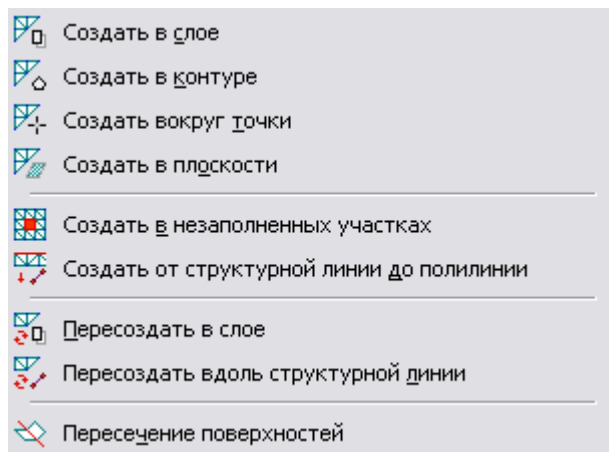 Создать в слое
Создать в контуре
Создать вокруг точки
Создать в плоскости
Создать в незаполненных участках
Создать от структурной линии до полилинии
Пересоздать в слое
Пересоздать вдоль структурной линии
Пересечение поверхностей